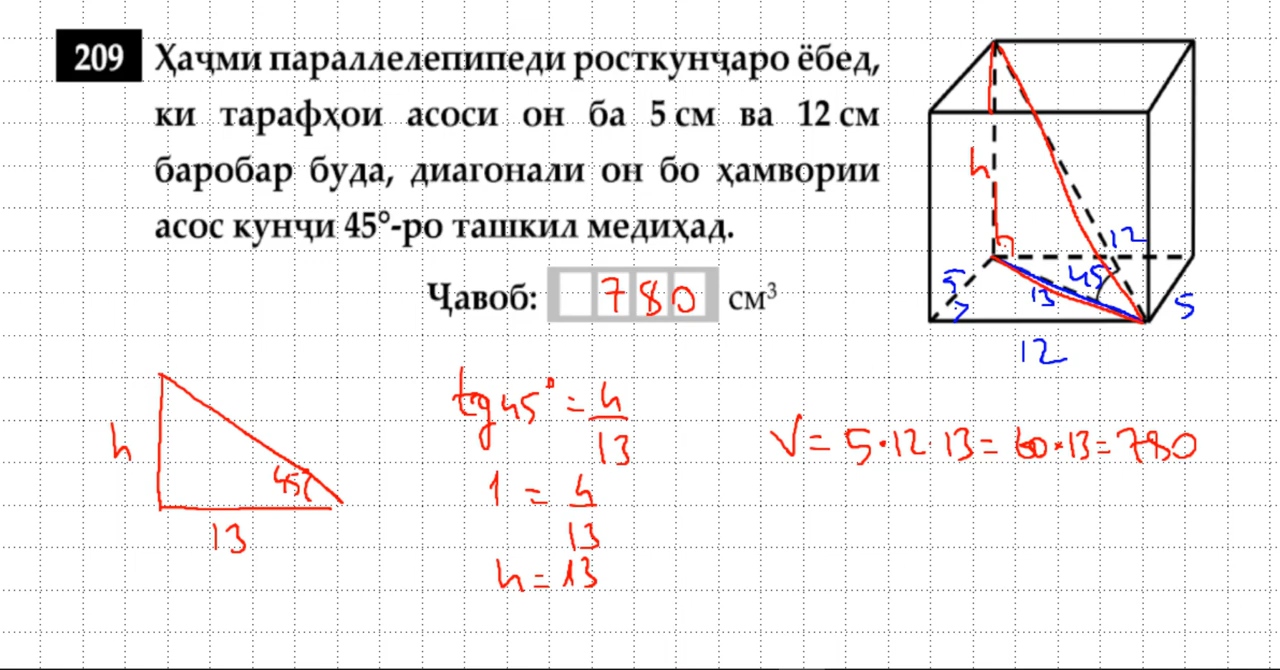 209 Ҳаҷми параллелепипеди росткунҷаро ёбед,
ки тарафҳои асоси он ба 5 см ва 12 см
баробар буда, диагонали он бо ҳамвории
асос кунҷи 45°-ро ташкил медиҳад.
Ҷавоб: 780 см³
h
12
45
5
13
5
12
h
45
13
tg45° = h/13
1 = h/13
h = 13
V = 5·12·13 = 60·13 = 780